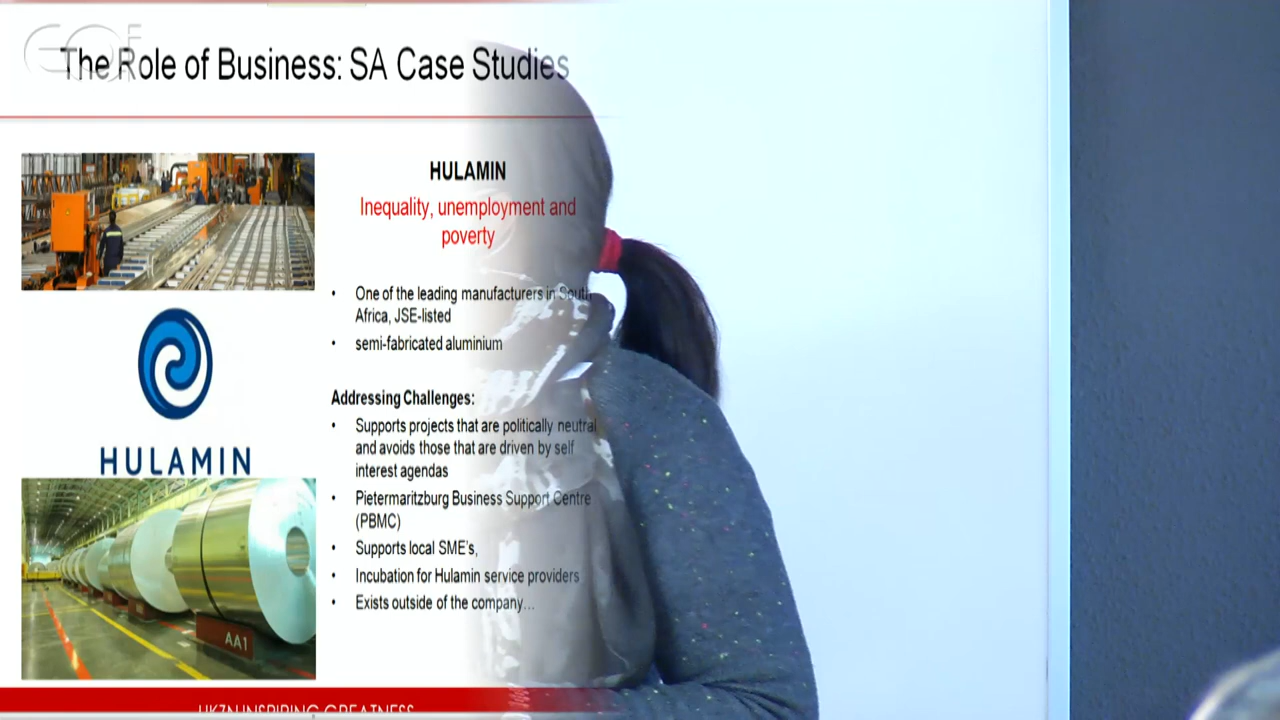 The Role of Business: SA Case Studies
HULAMIN
Inequality, unemployment and
poverty
• One of the leading manufacturers in South
Africa, JSE-listed
• semi-fabricated aluminium
HULAMIN
Addressing Challenges:
• Supports projects that are politically neutral
and avoids those that are driven by self
interest agendas
• Pietermaritzburg Business Support Centre
(PBMC)
• Supports local SME's,
• Incubation for Hulamin service providers
• Exists outside of the company…
AA1
UKZN INSPIRING GREATNESS